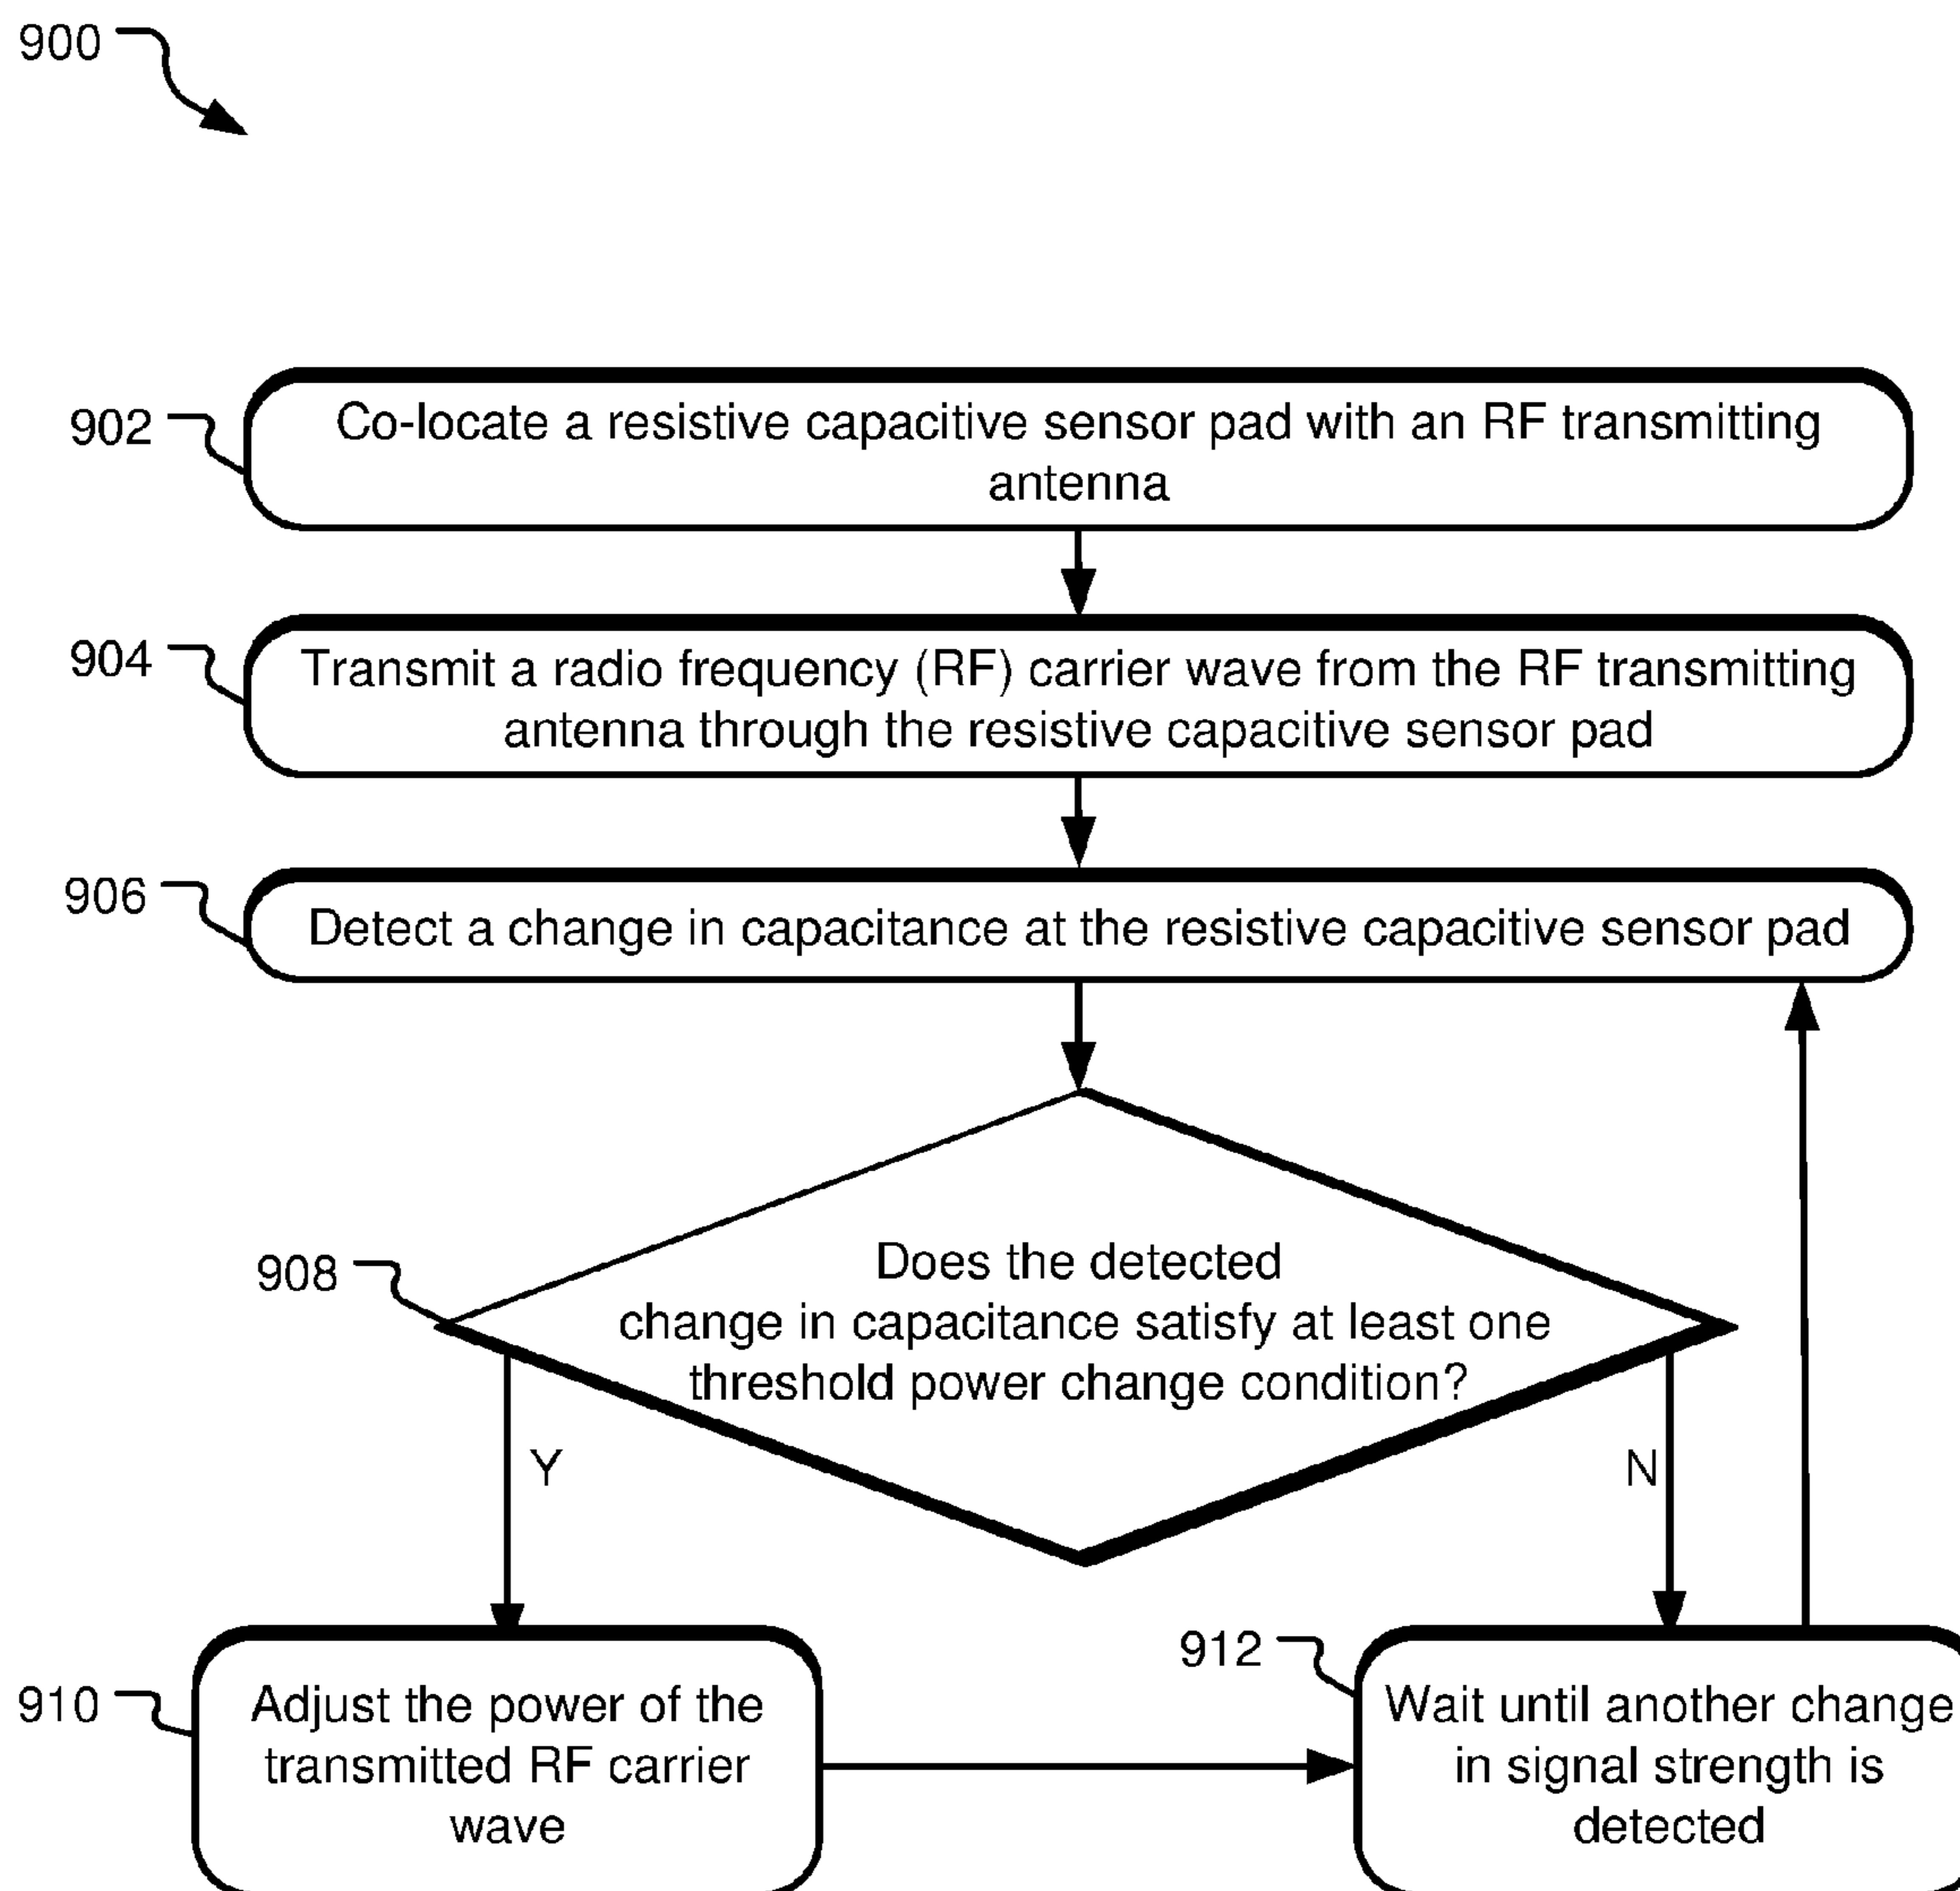 900
902
Co-locate a resistive capacitive sensor pad with an RF transmitting
antenna
904
Transmit a radio frequency (RF) carrier wave from the RF transmitting
antenna through the resistive capacitive sensor pad
906
Detect a change in capacitance at the resistive capacitive sensor pad
908
Does the detected
change in capacitance satisfy at least one
threshold power change condition?
Y
N
910
Adjust the power of the
transmitted RF carrier
wave
912
Wait until another change
in signal strength is
detected